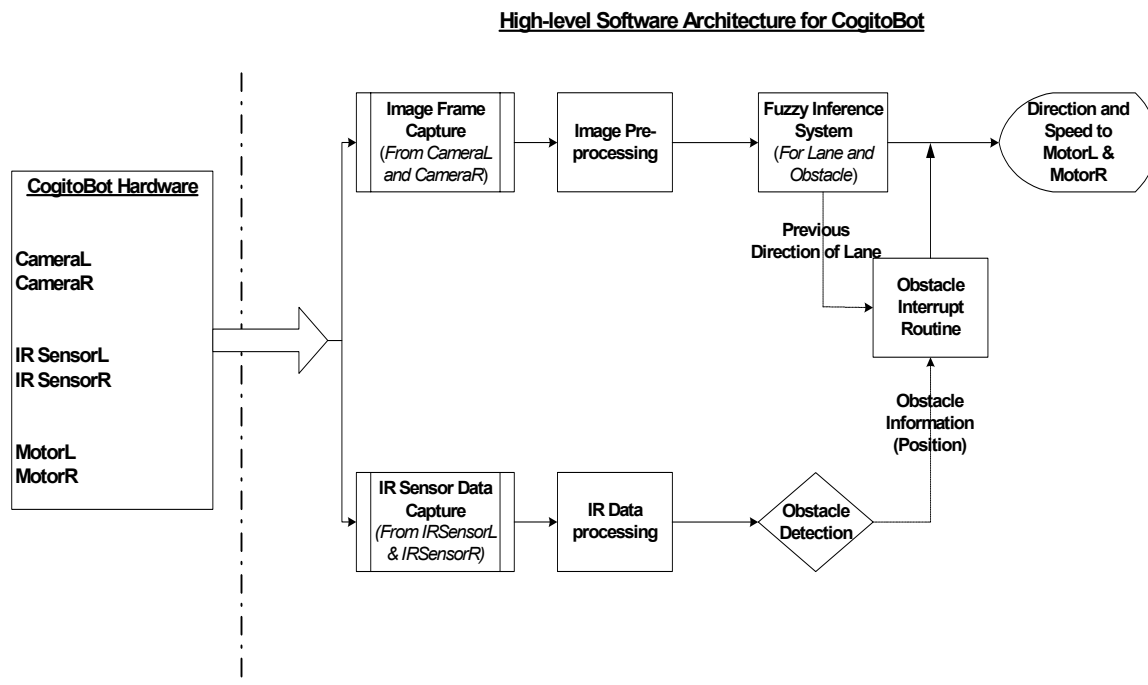 High-level Software Architecture for CogitoBot
CogitoBot Hardware
CameraL
CameraR
IR SensorL
IR SensorR
MotorL
MotorR
Image Frame
Capture
(From CameraL
and CameraR)
Image Pre-
processing
Fuzzy Inference
System
(For Lane and
Obstacle)
Direction and
Speed to
MotorL &
MotorR
Previous
Direction of Lane
Obstacle
Interrupt
Routine
Obstacle
Information
(Position)
IR Sensor Data
Capture
(From IRSensorL
& IRSensorR)
IR Data
processing
Obstacle
Detection